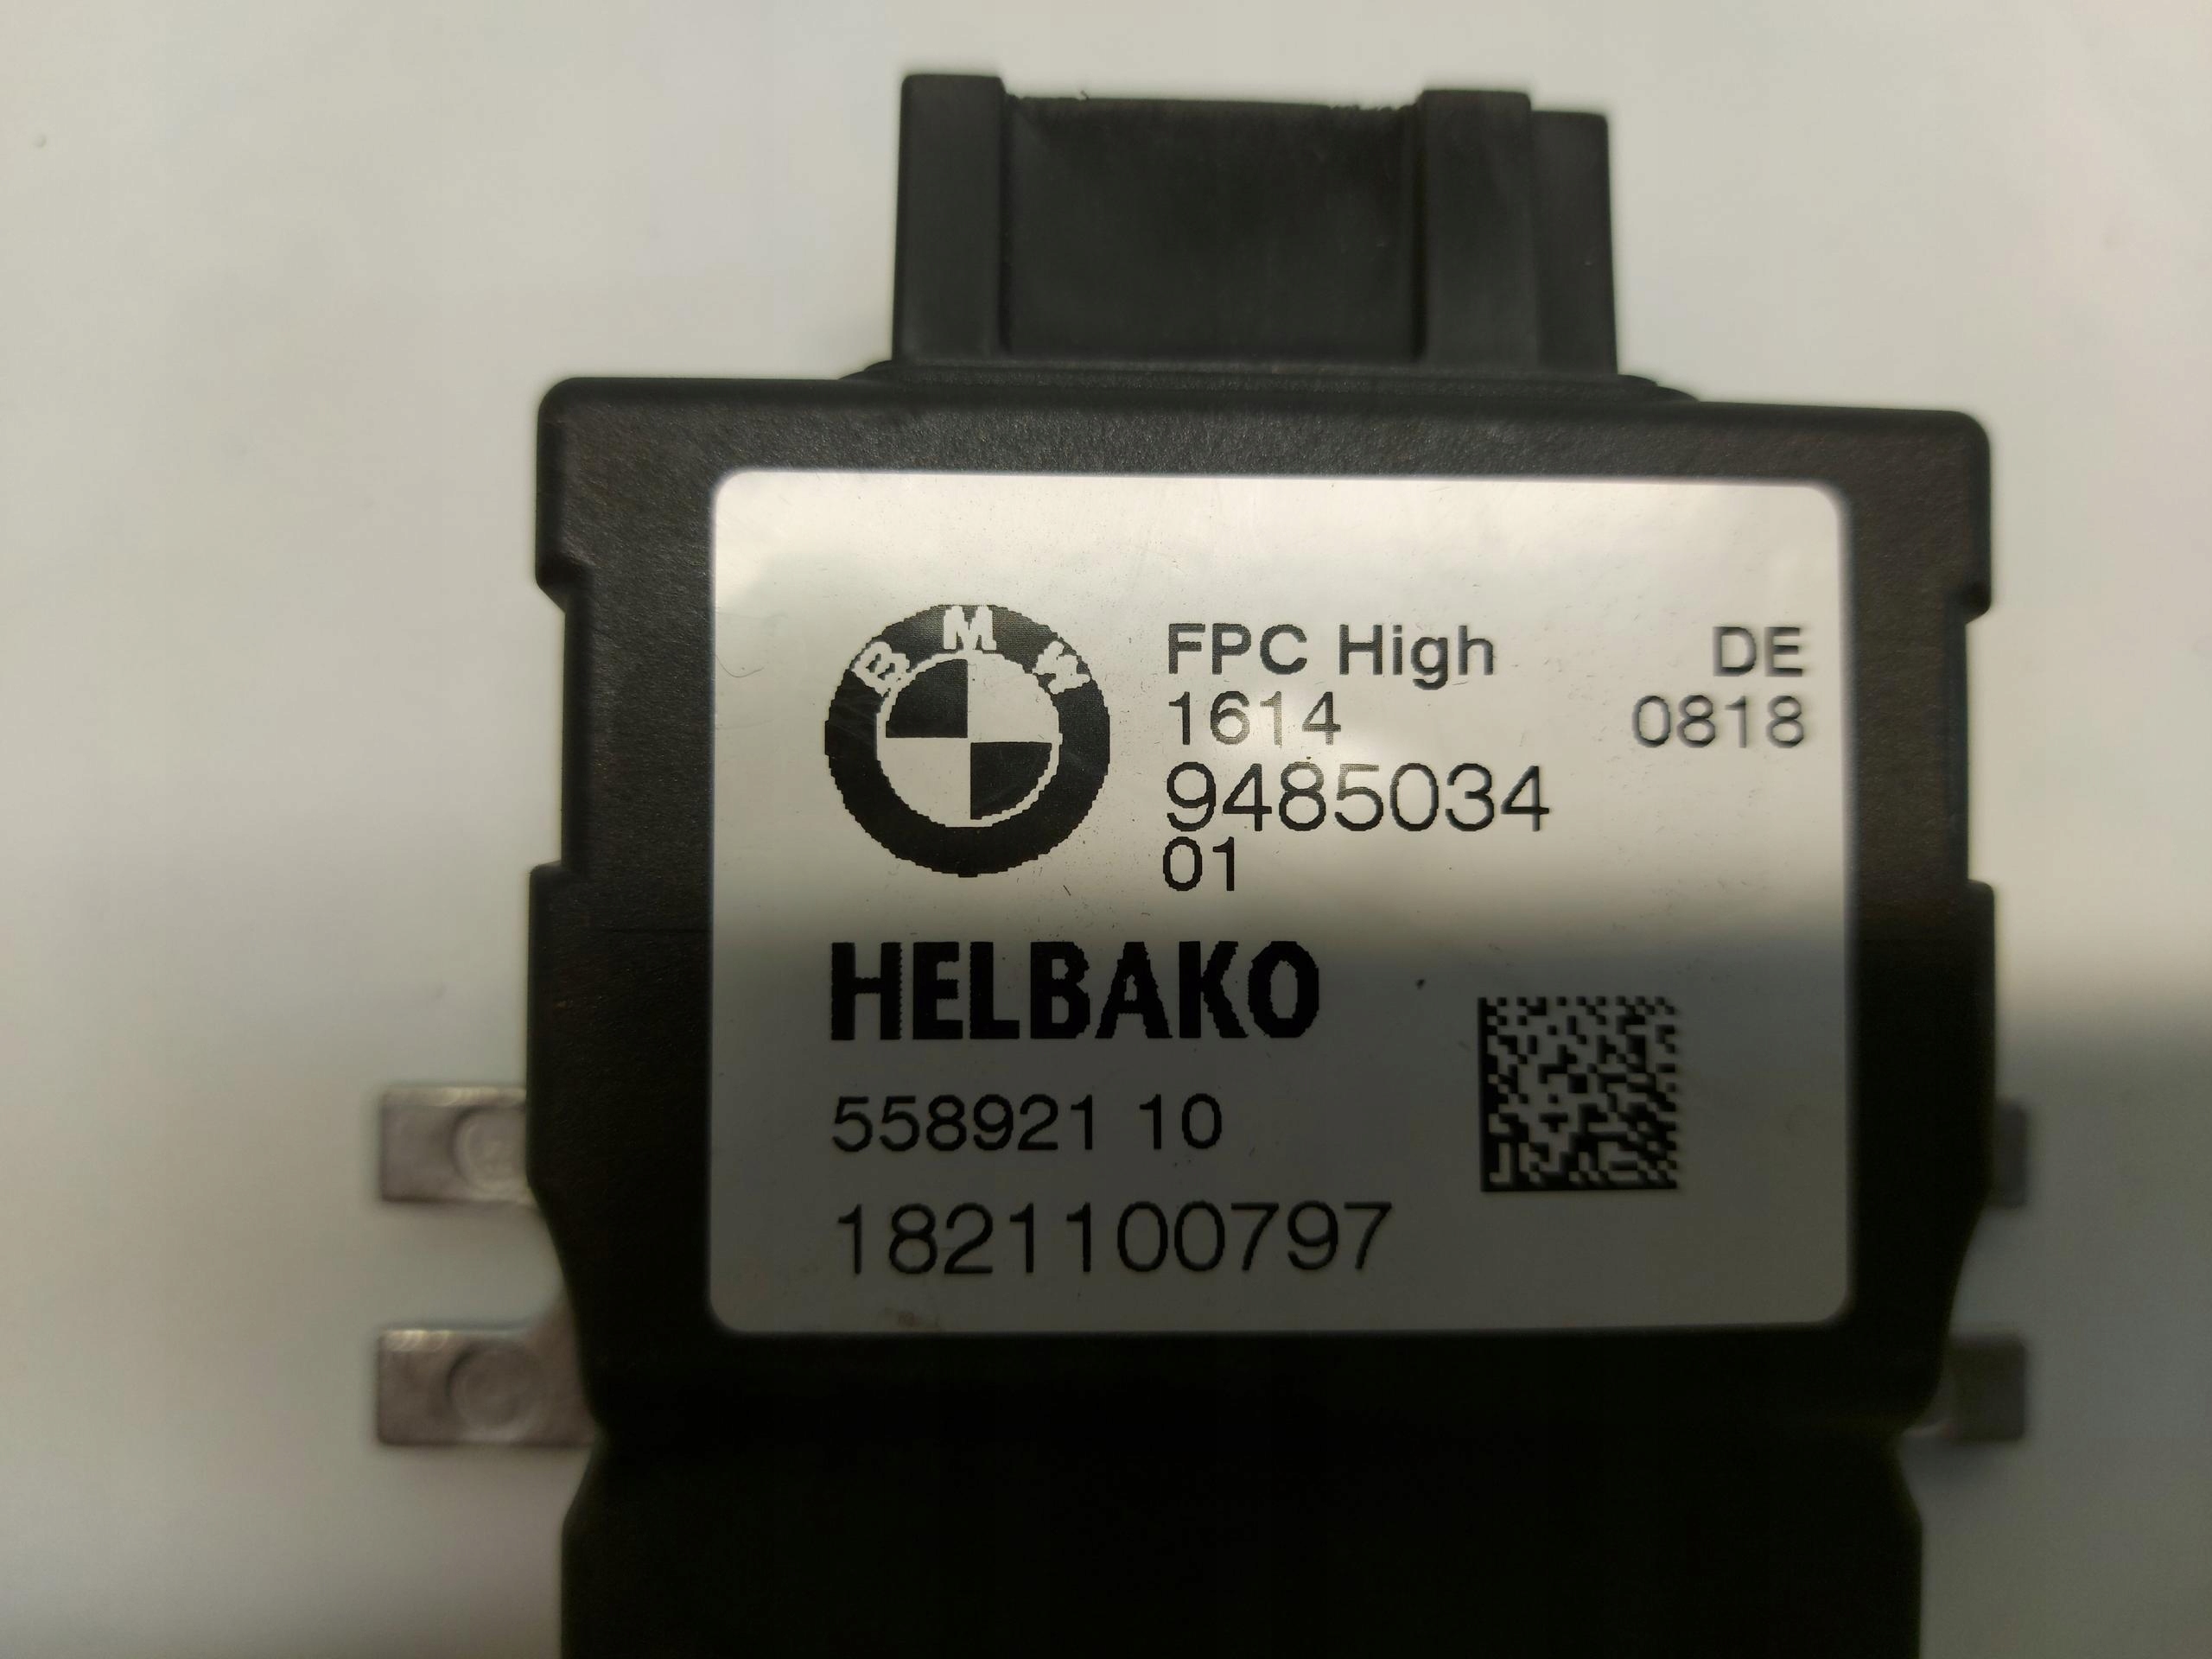 BMW
FPC High DE
1614 0818
9485034
01
HELBAKO
558921 10
1821100797